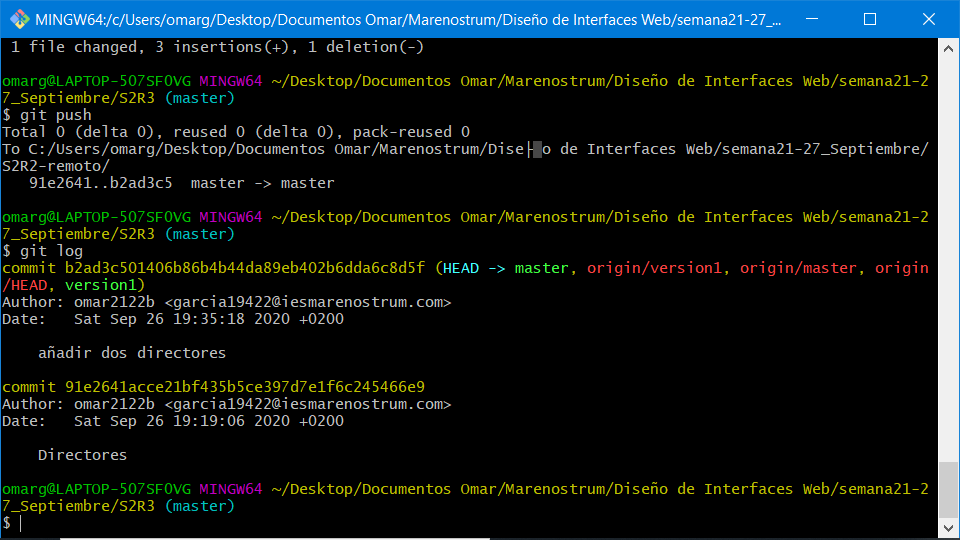 MINGW64:/c/Users/omarg/Desktop/Documentos Omar/Marenostrum/Diseño de Interfaces Web/semana21-27_...
1 file changed, 3 insertions(+), 1 deletion(-)
omarg@LAPTOP-507SF0VG MINGW64 ~/Desktop/Documentos Omar/Marenostrum/Diseño de Interfaces Web/semana21-2
7_Septiembre/S2R3 (master)
$ git push
Total 0 (delta 0), reused 0 (delta 0), pack-reused 0
To C:/Users/omarg/Desktop/Documentos Omar/Marenostrum/Dise├▒o de Interfaces Web/semana21-27_Septiembre/
S2R2-remoto/
91e2641..b2ad3c5  master -> master
omarg@LAPTOP-507SF0VG MINGW64 ~/Desktop/Documentos Omar/Marenostrum/Diseño de Interfaces Web/semana21-2
7_Septiembre/S2R3 (master)
$ git log
commit b2ad3c501406b86b4b44da89eb402b6dda6c8d5f (HEAD -> master, origin/version1, origin/master, origin
/HEAD, version1)
Author: omar2122b <garcia19422@iesmarenostrum.com>
Date:   Sat Sep 26 19:35:18 2020 +0200
añadir dos directores
commit 91e2641acce21bf435b5ce397d7e1f6c245466e9
Author: omar2122b <garcia19422@iesmarenostrum.com>
Date:   Sat Sep 26 19:19:06 2020 +0200
Directores
omarg@LAPTOP-507SF0VG MINGW64 ~/Desktop/Documentos Omar/Marenostrum/Diseño de Interfaces Web/semana21-2
7_Septiembre/S2R3 (master)
$